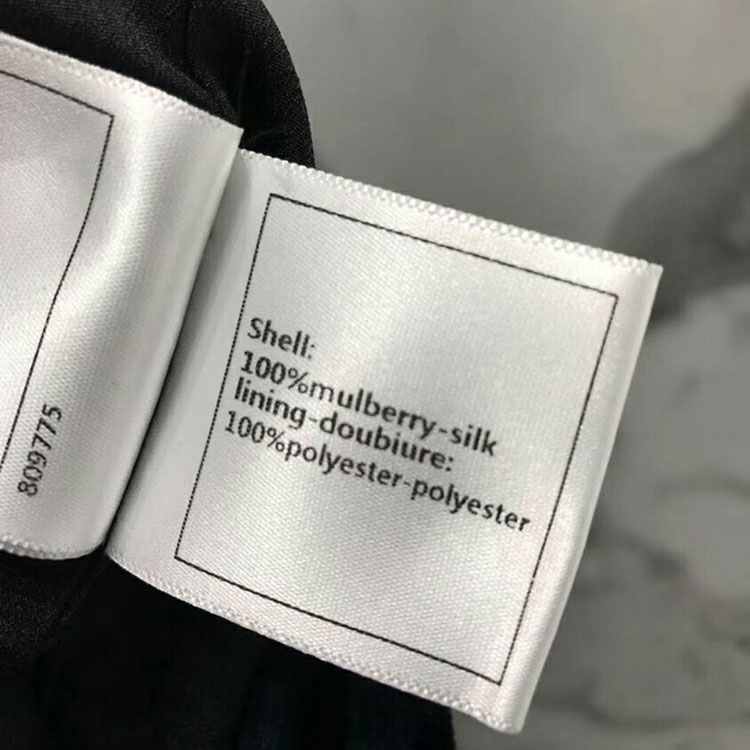 809775
Shell:
100%mulberry-silk
lining-doubiure:
100%polyester-polyester